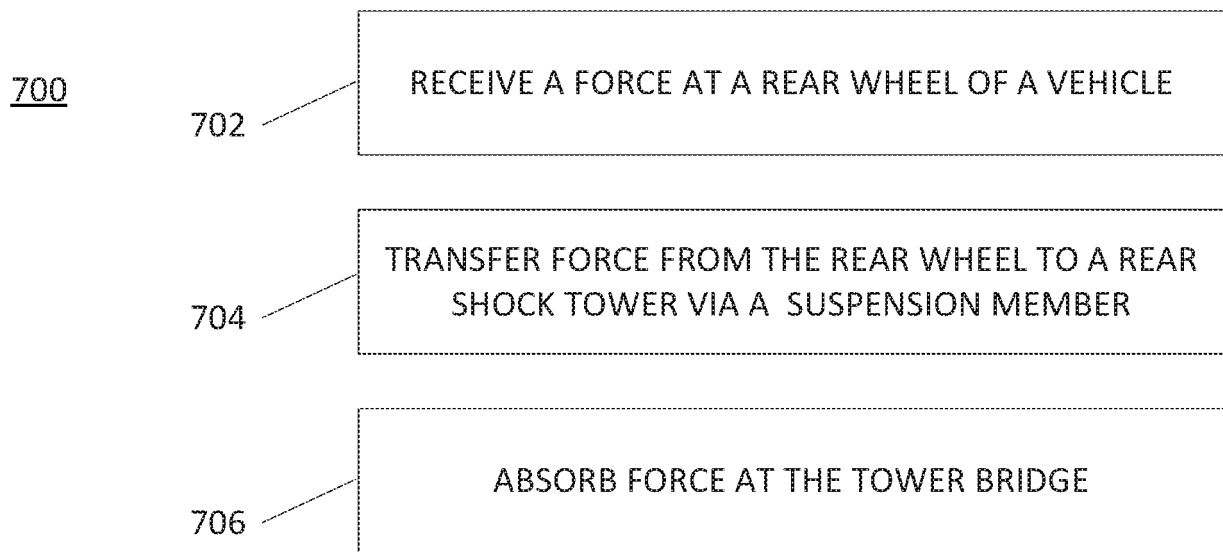 700
702
RECEIVE A FORCE AT A REAR WHEEL OF A VEHICLE
704
TRANSFER FORCE FROM THE REAR WHEEL TO A REAR
SHOCK TOWER VIA A SUSPENSION MEMBER
706
ABSORB FORCE AT THE TOWER BRIDGE